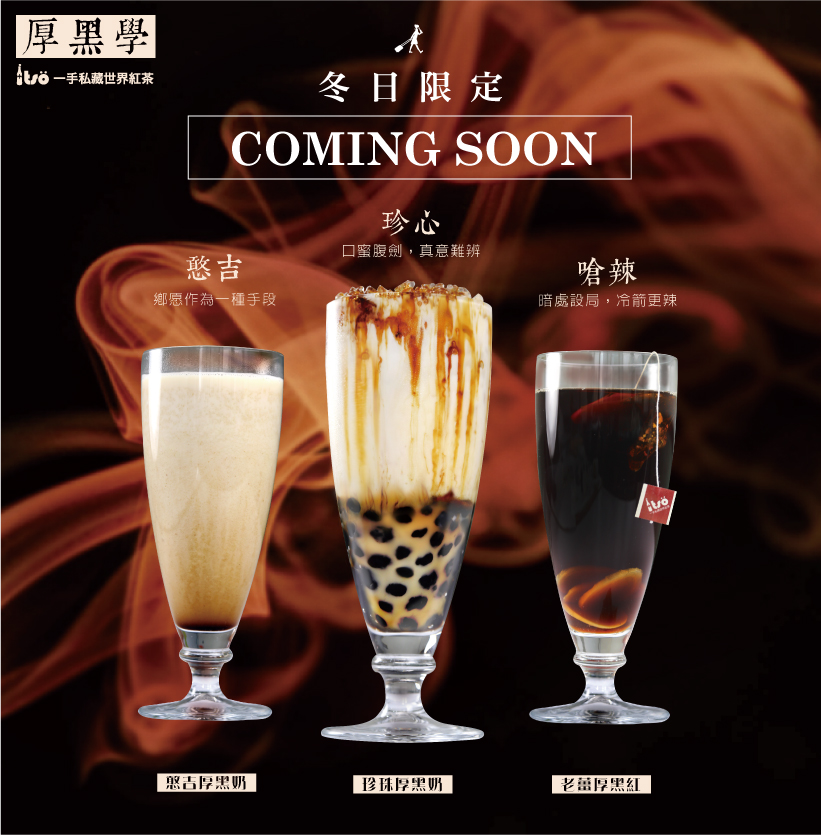 厚黑學
itsö 一手私藏世界紅茶
冬日限定
COMING SOON
珍心
口蜜腹劍，真意難辨
憨吉
鄉愿作為一種手段
嗆辣
暗處設局，冷箭更辣
itsö
憨吉厚黑奶
珍珠厚黑奶
老薑厚黑紅